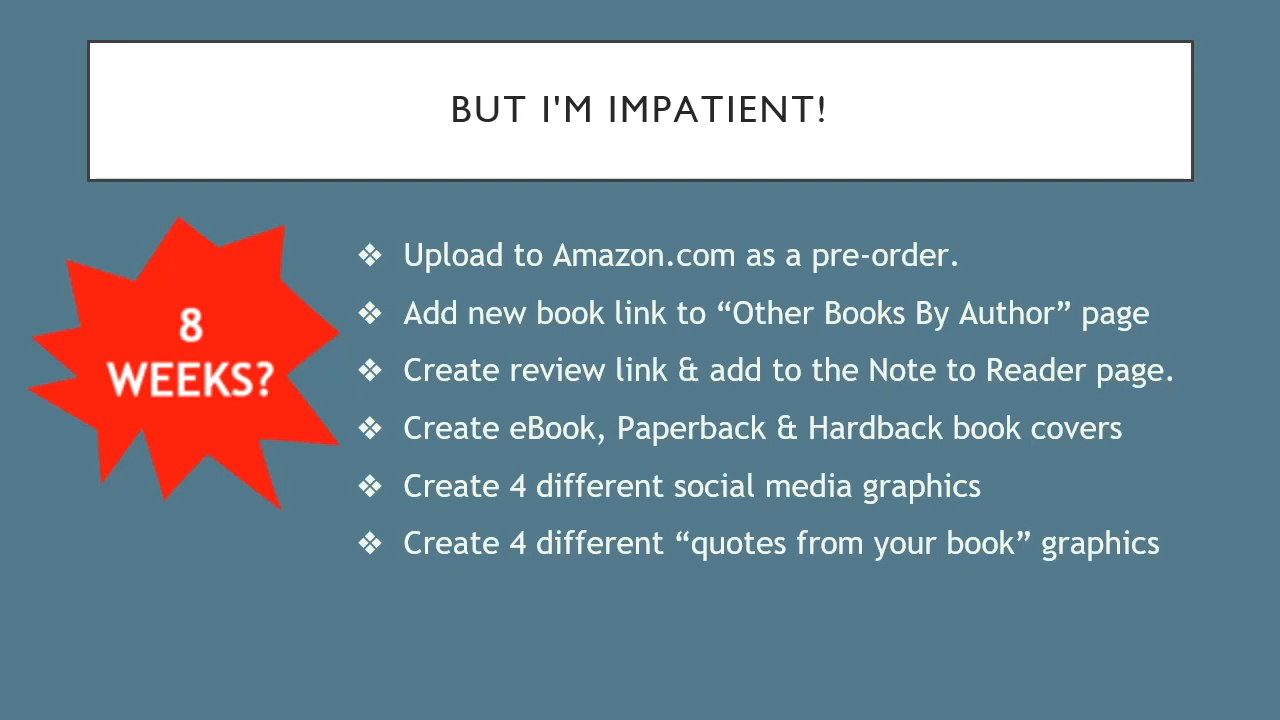 BUT I'M IMPATIENT!
8
WEEKS?
❖ Upload to Amazon.com as a pre-order.
❖ Add new book link to “Other Books By Author” page
❖ Create review link & add to the Note to Reader page.
❖ Create eBook, Paperback & Hardback book covers
❖ Create 4 different social media graphics
❖ Create 4 different “quotes from your book” graphics